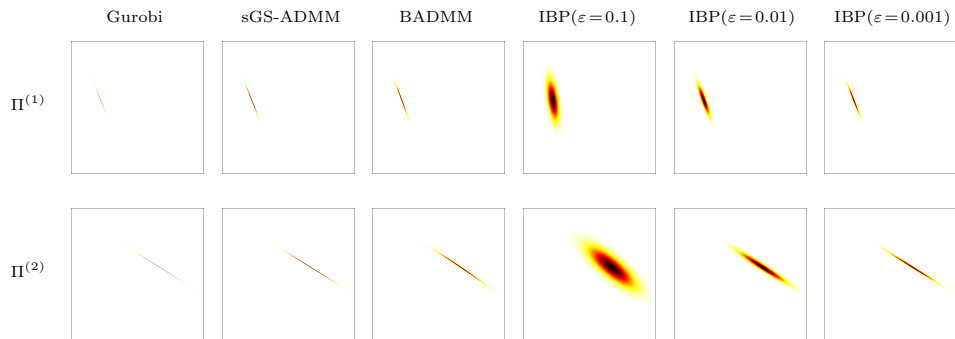 Gurobi sGS-ADMM BADMM IBP(ε=0.1) IBP(ε=0.01) IBP(ε=0.001)
Π(1)
Π(2)